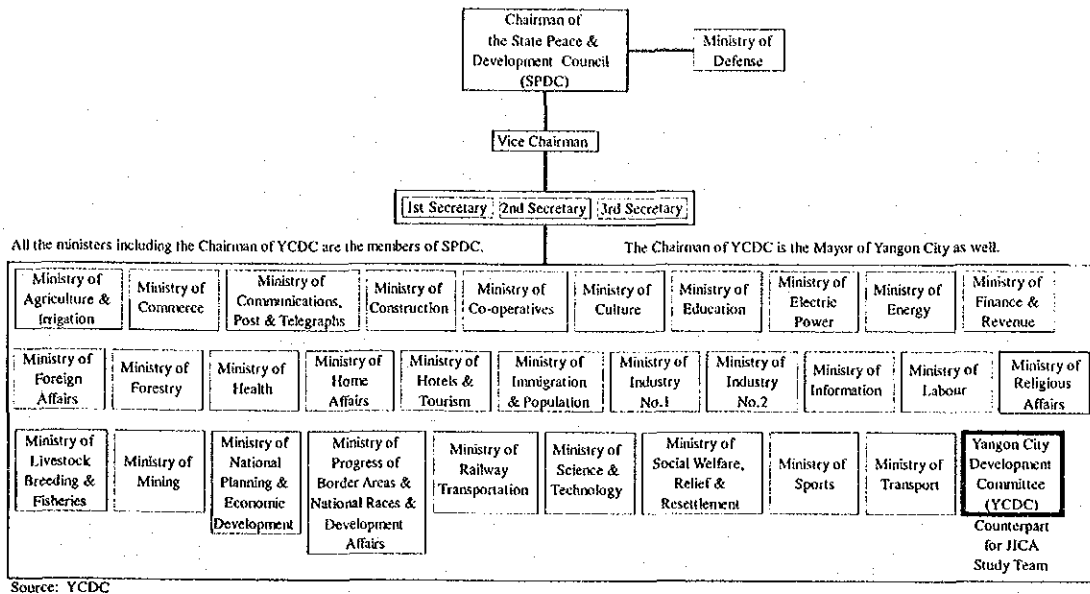 Chairman of
the State Peace &
Development Council
(SPDC)
Ministry of
Defense
Vice Chairman
1st Secretary 2nd Secretary 3rd Secretary
All the ministers including the Chairman of YCDC are the members of SPDC.
The Chairman of YCDC is the Mayor of Yangon City as well.
Ministry of
Agriculture &
Irrigation
Ministry of
Commerce
Ministry of
Communications,
Post & Telegraphs
Ministry of
Construction
Ministry of
Co-operatives
Ministry of
Culture
Ministry of
Education
Ministry of
Electric
Power
Ministry of
Energy
Ministry of
Finance &
Revenue
Ministry of
Foreign
Affairs
Ministry of
Forestry
Ministry of
Health
Ministry of
Home
Affairs
Ministry of
Hotels &
Tourism
Ministry of
Immigration
& Population
Ministry of
Industry
No.1
Ministry of
Industry
No.2
Ministry of
Information
Ministry of
Labour
Ministry of
Religious
Affairs
Ministry of
Livestock
Breeding &
Fisheries
Ministry of
Mining
Ministry of
National
Planning &
Economic
Development
Ministry of
Progress of
Border Areas &
National Races &
Development
Affairs
Ministry of
Railway
Transportation
Ministry of
Science &
Technology
Ministry of
Social Welfare,
Relief &
Resettlement
Ministry of
Sports
Ministry of
Transport
Yangon City
Development
Committee
(YCDC)
Counterpart
for JICA
Study Team
Source: YCDC